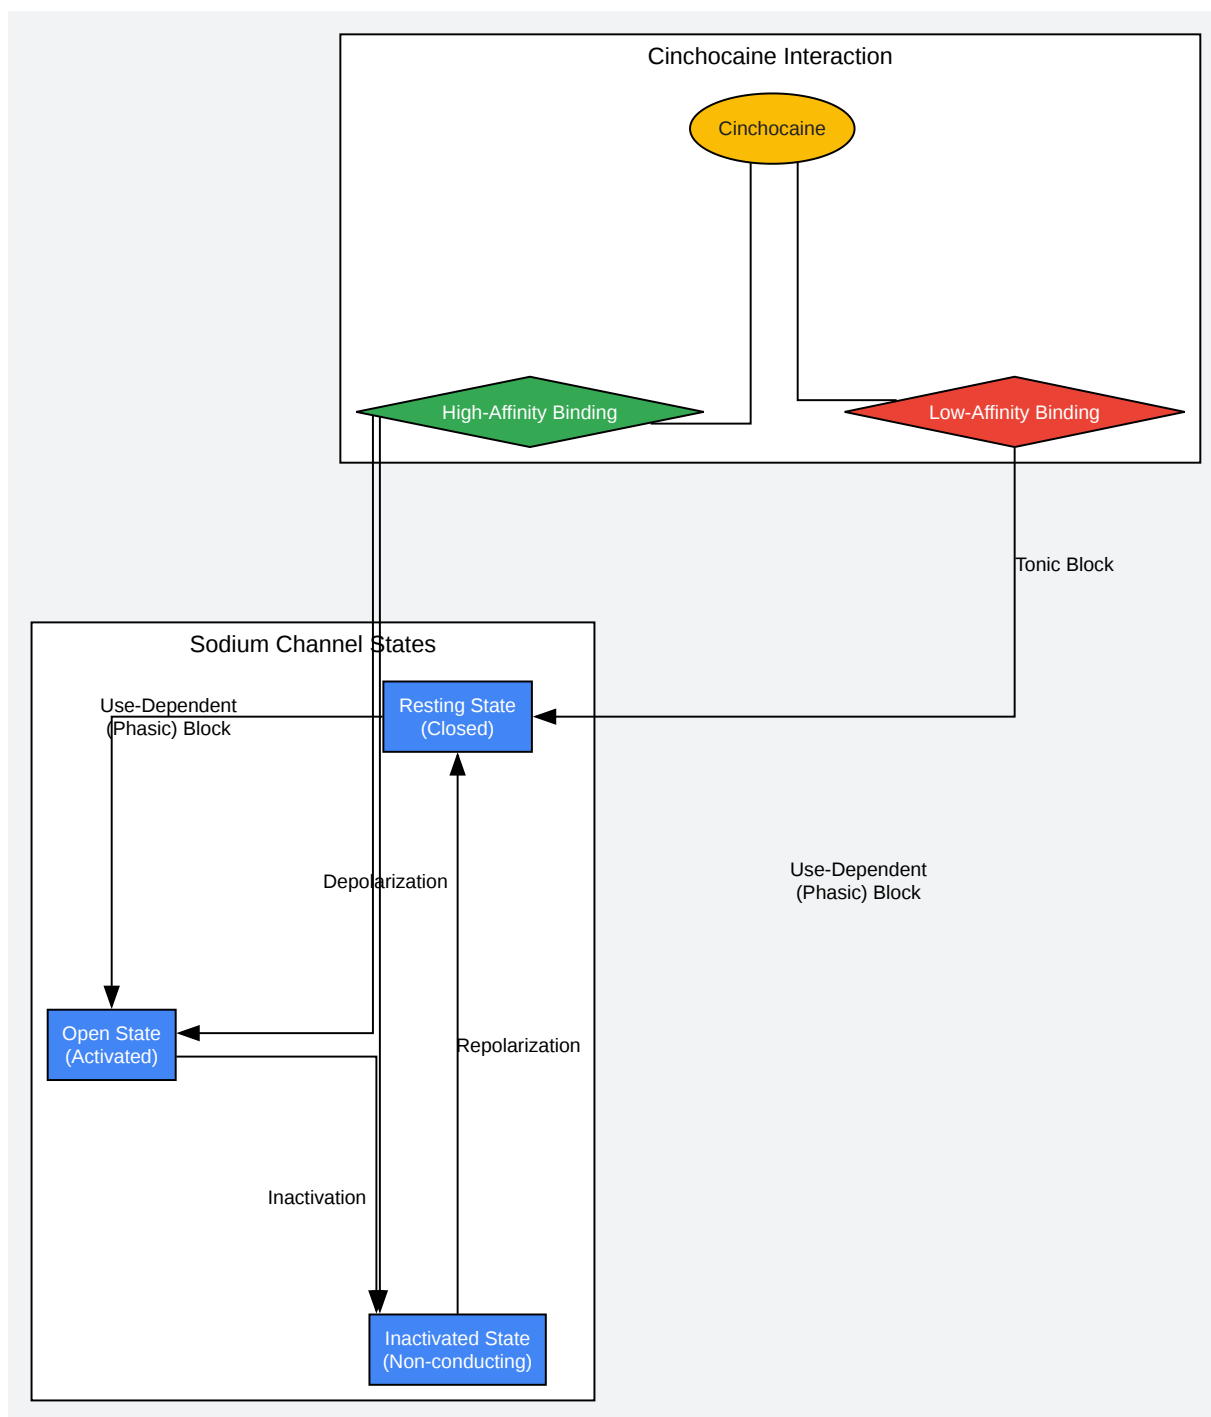 Cinchocaine Interaction
Cinchocaine
High-Affinity Binding
Low-Affinity Binding
Tonic Block
Sodium Channel States
Use-Dependent
(Phasic) Block
Resting State
(Closed)
Depolarization
Use-Dependent
(Phasic) Block
Open State
(Activated)
Repolarization
Inactivation
Inactivated State
(Non-conducting)